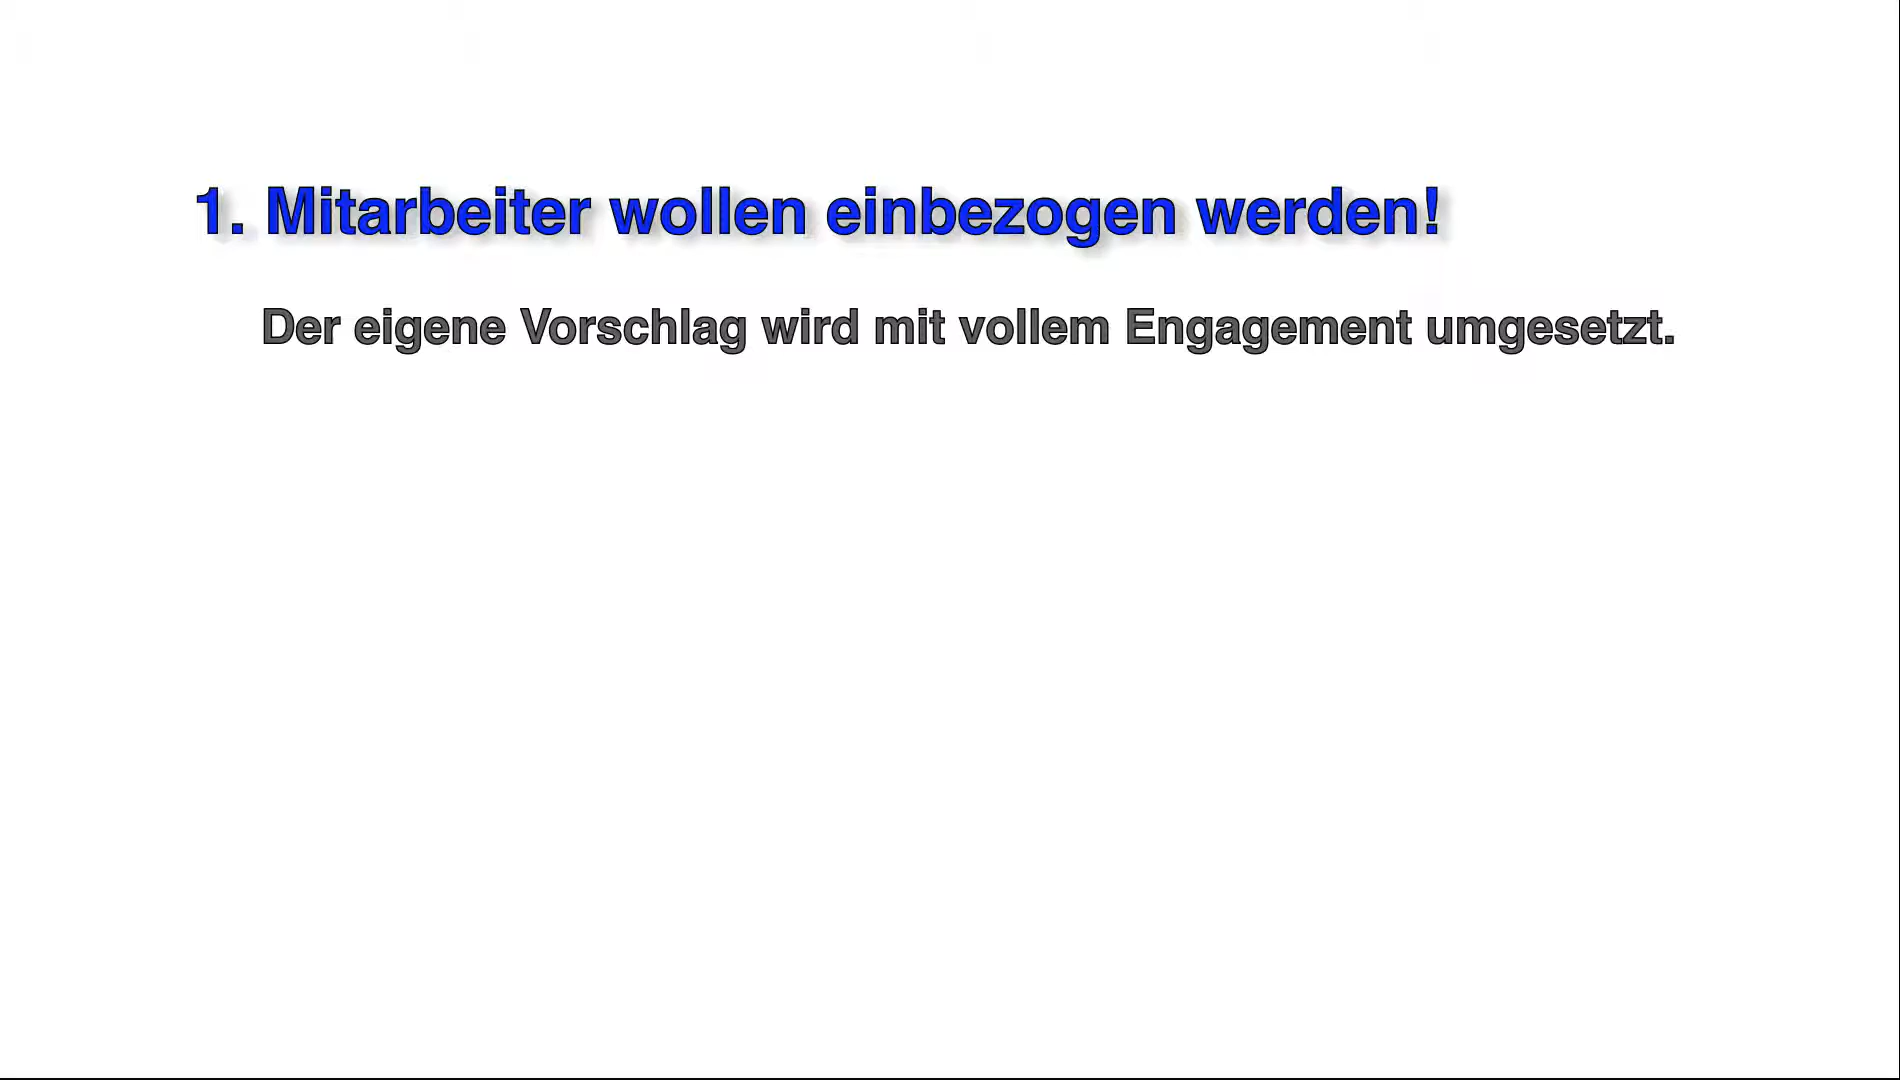 1. Mitarbeiter wollen einbezogen werden!
Der eigene Vorschlag wird mit vollem Engagement umgesetzt.